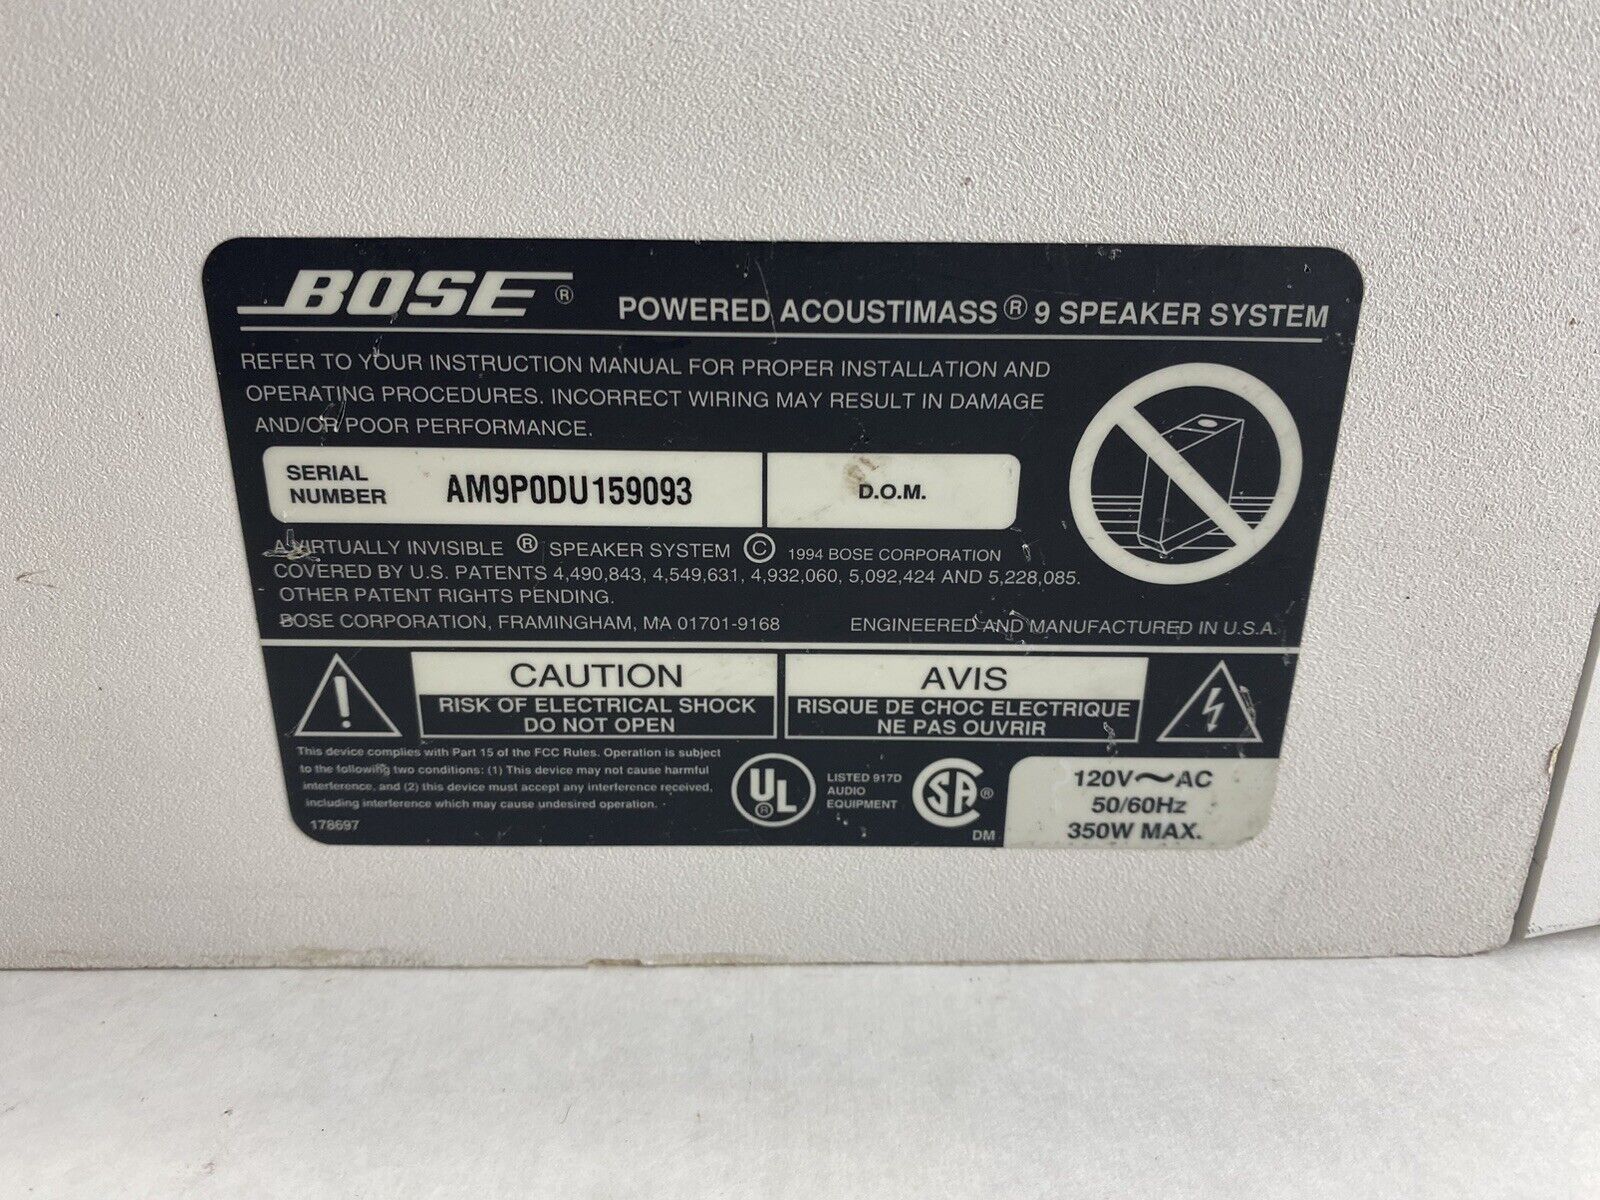 BOSE ®
POWERED ACOUSTIMASS ® 9 SPEAKER SYSTEM
REFER TO YOUR INSTRUCTION MANUAL FOR PROPER INSTALLATION AND
OPERATING PROCEDURES. INCORRECT WIRING MAY RESULT IN DAMAGE
AND/OR POOR PERFORMANCE.
SERIAL
NUMBER
AM9P0DU159093
D.O.M.
A VIRTUALLY INVISIBLE ® SPEAKER SYSTEM © 1994 BOSE CORPORATION
COVERED BY U.S. PATENTS 4,490,843, 4,549,631, 4,932,060, 5,092,424 AND 5,228,085.
OTHER PATENT RIGHTS PENDING.
BOSE CORPORATION, FRAMINGHAM, MA 01701-9168
ENGINEERED AND MANUFACTURED IN U.S.A.
CAUTION
RISK OF ELECTRICAL SHOCK
DO NOT OPEN
AVIS
RISQUE DE CHOC ELECTRIQUE
NE PAS OUVRIR
This device complies with Part 15 of the FCC Rules. Operation is subject
to the following two conditions: (1) This device may not cause harmful
interference, and (2) this device must accept any interference received,
including interference which may cause undesired operation.
178697
UL ®
LISTED 917D
AUDIO
EQUIPMENT
SA ®
DM
120V~AC
50/60Hz
350W MAX.